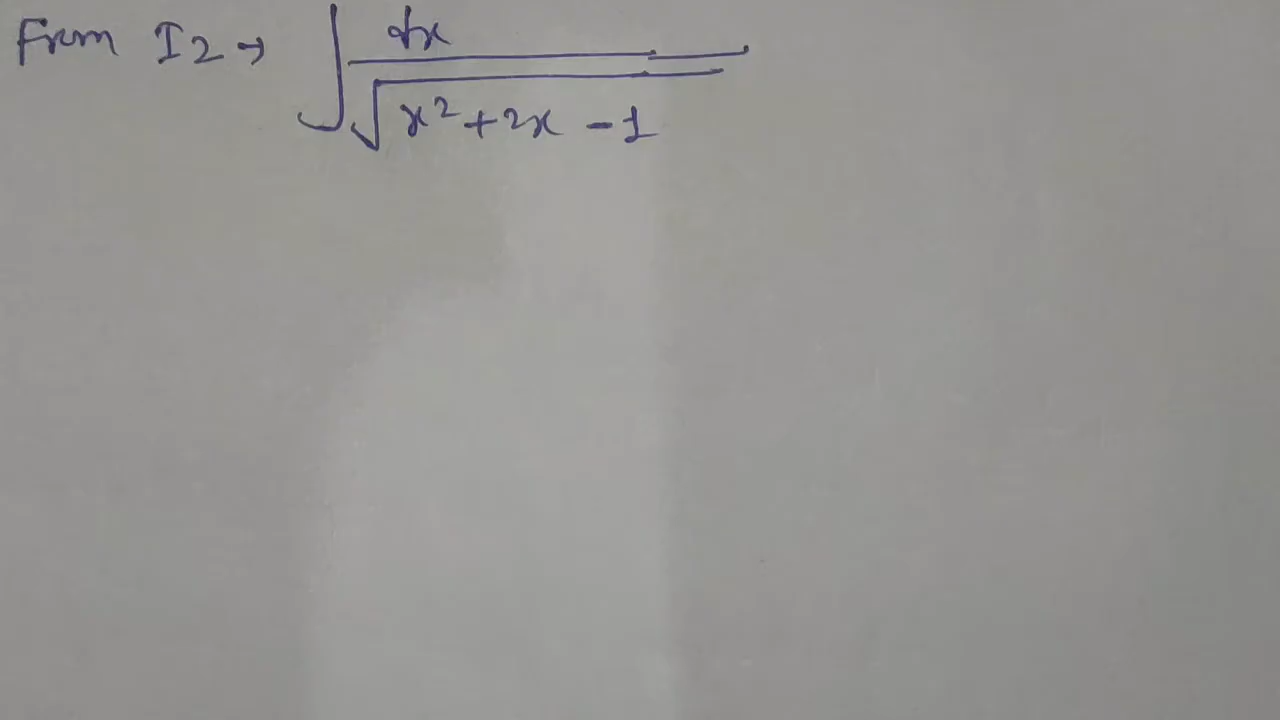 From I2 → ∫ dx / √(x² + 2x - 1)